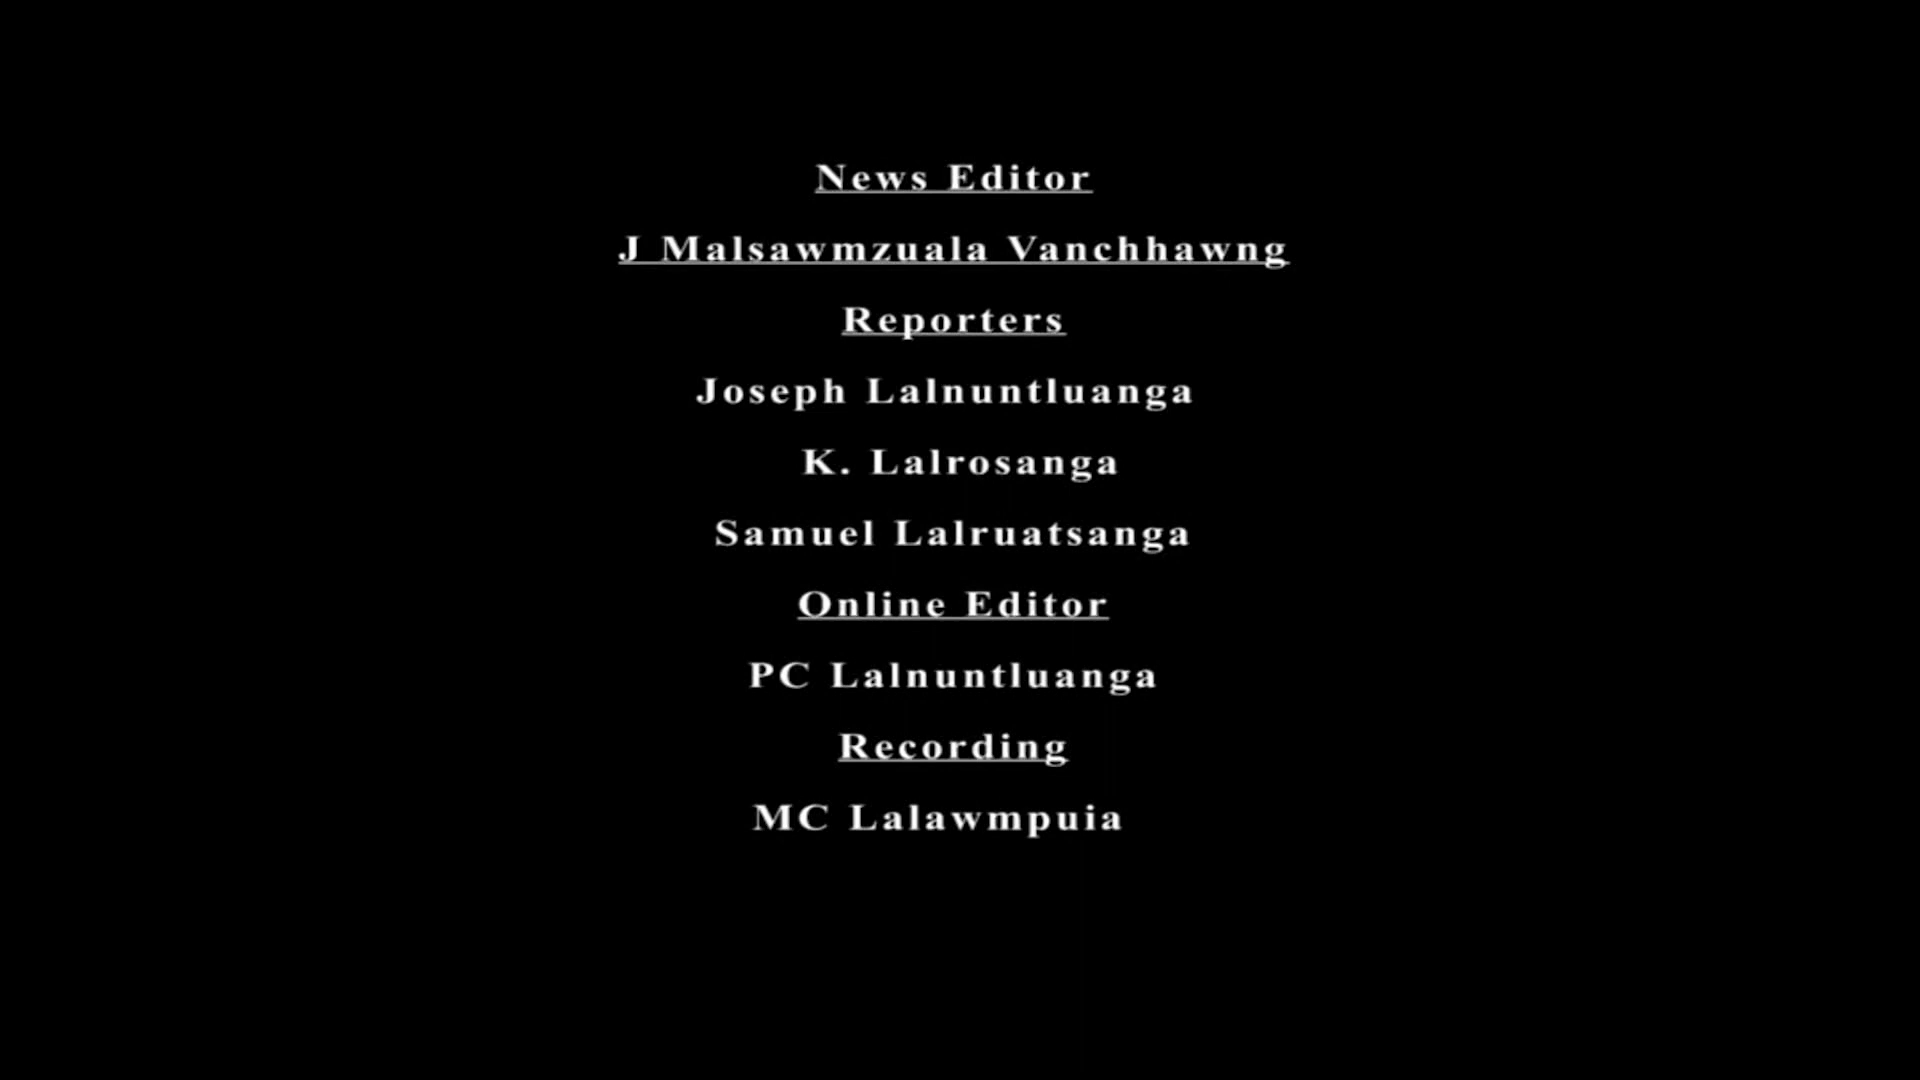 News Editor
J Malsawmzuala Vanchhawng
Reporters
Joseph Lalnuntluanga
K. Lalrosanga
Samuel Lalruatsanga
Online Editor
PC Lalnuntluanga
Recording
MC Lalawmpuia